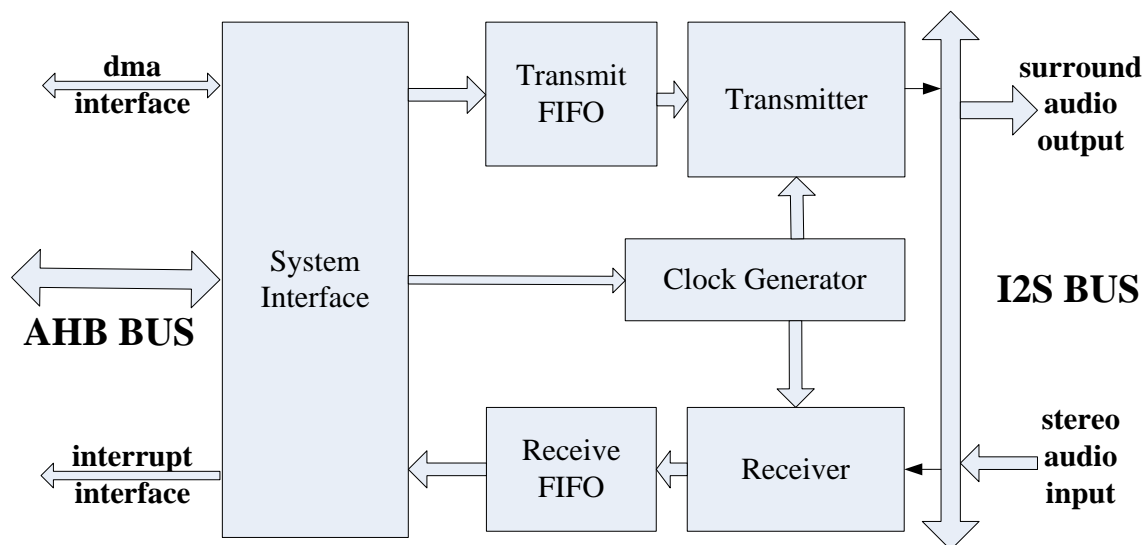 dma
interface
AHB BUS
interrupt
interface
System
Interface
Transmit
FIFO
Transmitter
Clock Generator
Receive
FIFO
Receiver
surround
audio
output
I2S BUS
stereo
audio
input